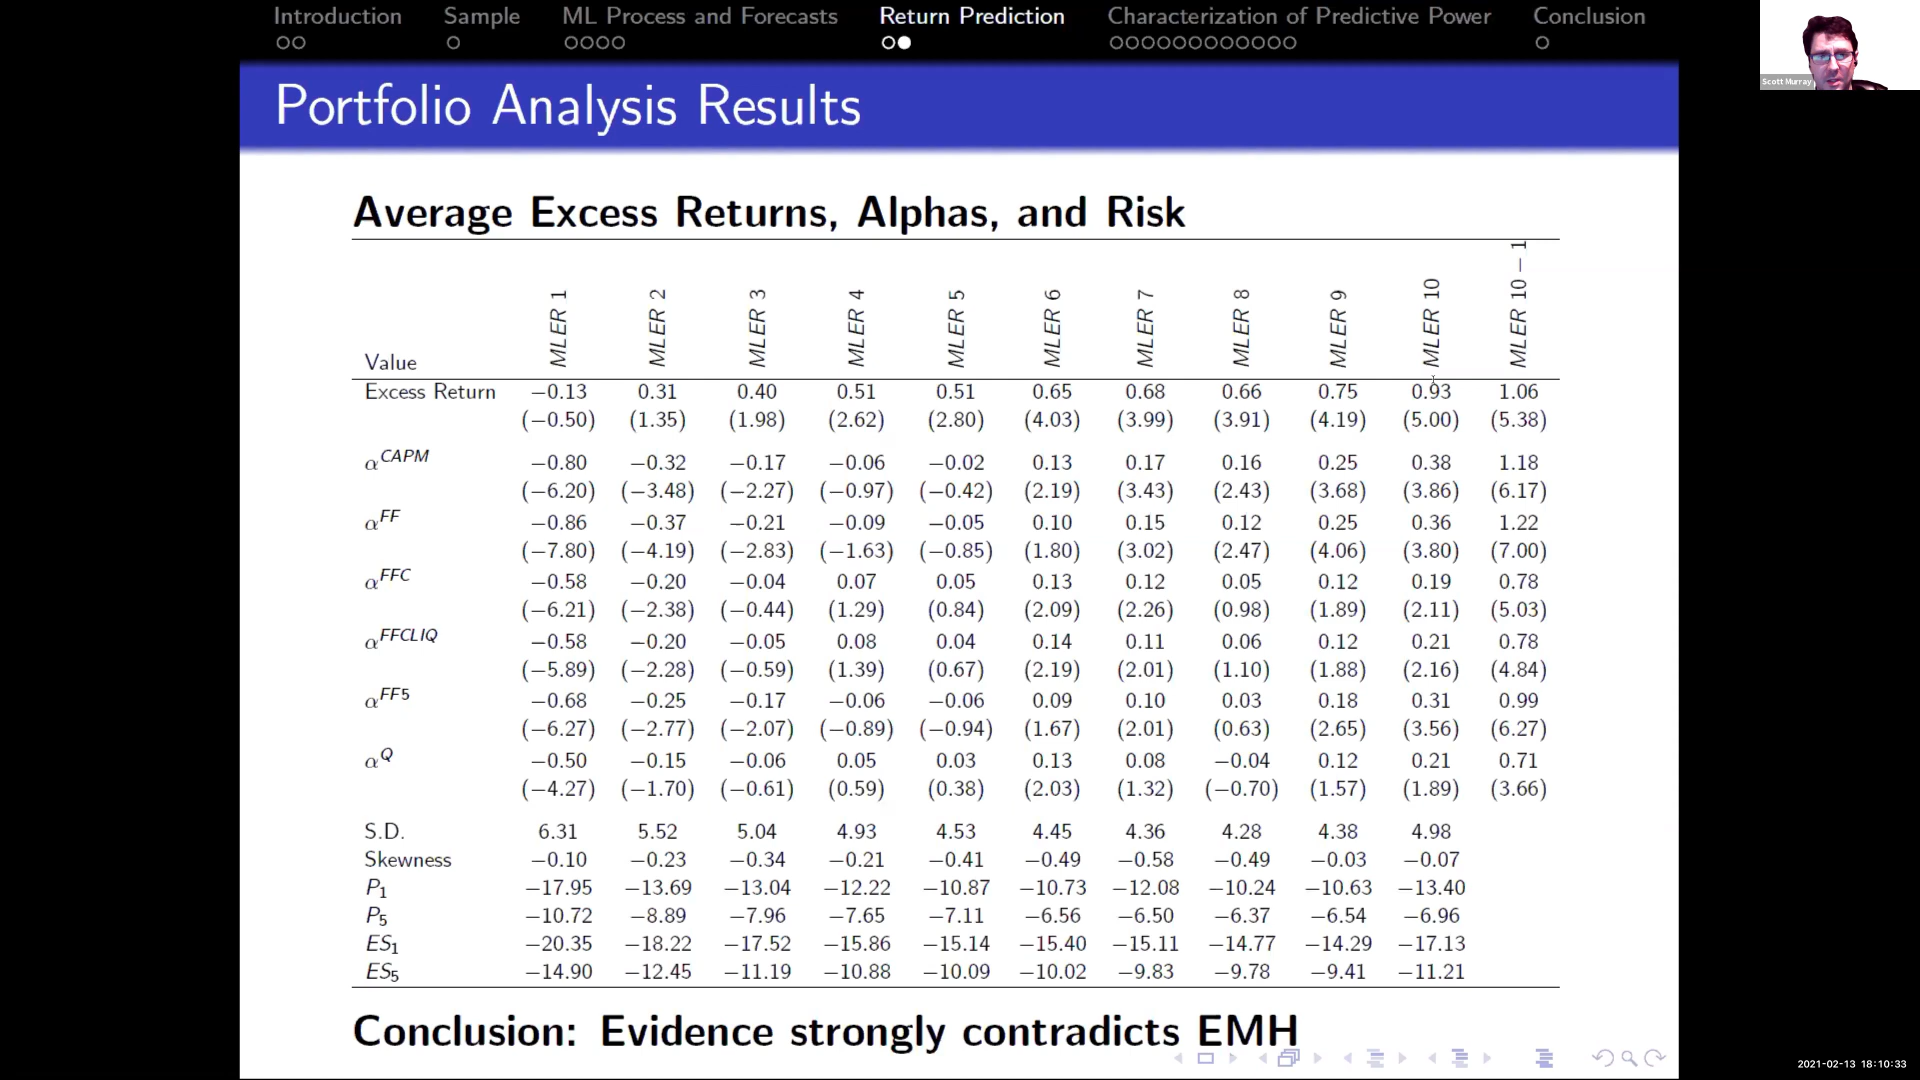 Introduction Sample ML Process and Forecasts Return Prediction Characterization of Predictive Power Conclusion
Scott Murray
Portfolio Analysis Results
Average Excess Returns, Alphas, and Risk
Value MLER 1 MLER 2 MLER 3 MLER 4 MLER 5 MLER 6 MLER 7 MLER 8 MLER 9 MLER 10 MLER 10 − 1
Excess Return −0.13 0.31 0.40 0.51 0.51 0.65 0.68 0.66 0.75 0.93 1.06
(−0.50) (1.35) (1.98) (2.62) (2.80) (4.03) (3.99) (3.91) (4.19) (5.00) (5.38)
α^CAPM −0.80 −0.32 −0.17 −0.06 −0.02 0.13 0.17 0.16 0.25 0.38 1.18
(−6.20) (−3.48) (−2.27) (−0.97) (−0.42) (2.19) (3.43) (2.43) (3.68) (3.86) (6.17)
α^FF −0.86 −0.37 −0.21 −0.09 −0.05 0.10 0.15 0.12 0.25 0.36 1.22
(−7.80) (−4.19) (−2.83) (−1.63) (−0.85) (1.80) (3.02) (2.47) (4.06) (3.80) (7.00)
α^FFC −0.58 −0.20 −0.04 0.07 0.05 0.13 0.12 0.05 0.12 0.19 0.78
(−6.21) (−2.38) (−0.44) (1.29) (0.84) (2.09) (2.26) (0.98) (1.89) (2.11) (5.03)
α^FFCLIQ −0.58 −0.20 −0.05 0.08 0.04 0.14 0.11 0.06 0.12 0.21 0.78
(−5.89) (−2.28) (−0.59) (1.39) (0.67) (2.19) (2.01) (1.10) (1.88) (2.16) (4.84)
α^FF5 −0.68 −0.25 −0.17 −0.06 −0.06 0.09 0.10 0.03 0.18 0.31 0.99
(−6.27) (−2.77) (−2.07) (−0.89) (−0.94) (1.67) (2.01) (0.63) (2.65) (3.56) (6.27)
α^Q −0.50 −0.15 −0.06 0.05 0.03 0.13 0.08 −0.04 0.12 0.21 0.71
(−4.27) (−1.70) (−0.61) (0.59) (0.38) (2.03) (1.32) (−0.70) (1.57) (1.89) (3.66)
S.D. 6.31 5.52 5.04 4.93 4.53 4.45 4.36 4.28 4.38 4.98
Skewness −0.10 −0.23 −0.34 −0.21 −0.41 −0.49 −0.58 −0.49 −0.03 −0.07
P1 −17.95 −13.69 −13.04 −12.22 −10.87 −10.73 −12.08 −10.24 −10.63 −13.40
P5 −10.72 −8.89 −7.96 −7.65 −7.11 −6.56 −6.50 −6.37 −6.54 −6.96
ES1 −20.35 −18.22 −17.52 −15.86 −15.14 −15.40 −15.11 −14.77 −14.29 −17.13
ES5 −14.90 −12.45 −11.19 −10.88 −10.09 −10.02 −9.83 −9.78 −9.41 −11.21
Conclusion: Evidence strongly contradicts EMH
2021-02-13 18:10:33